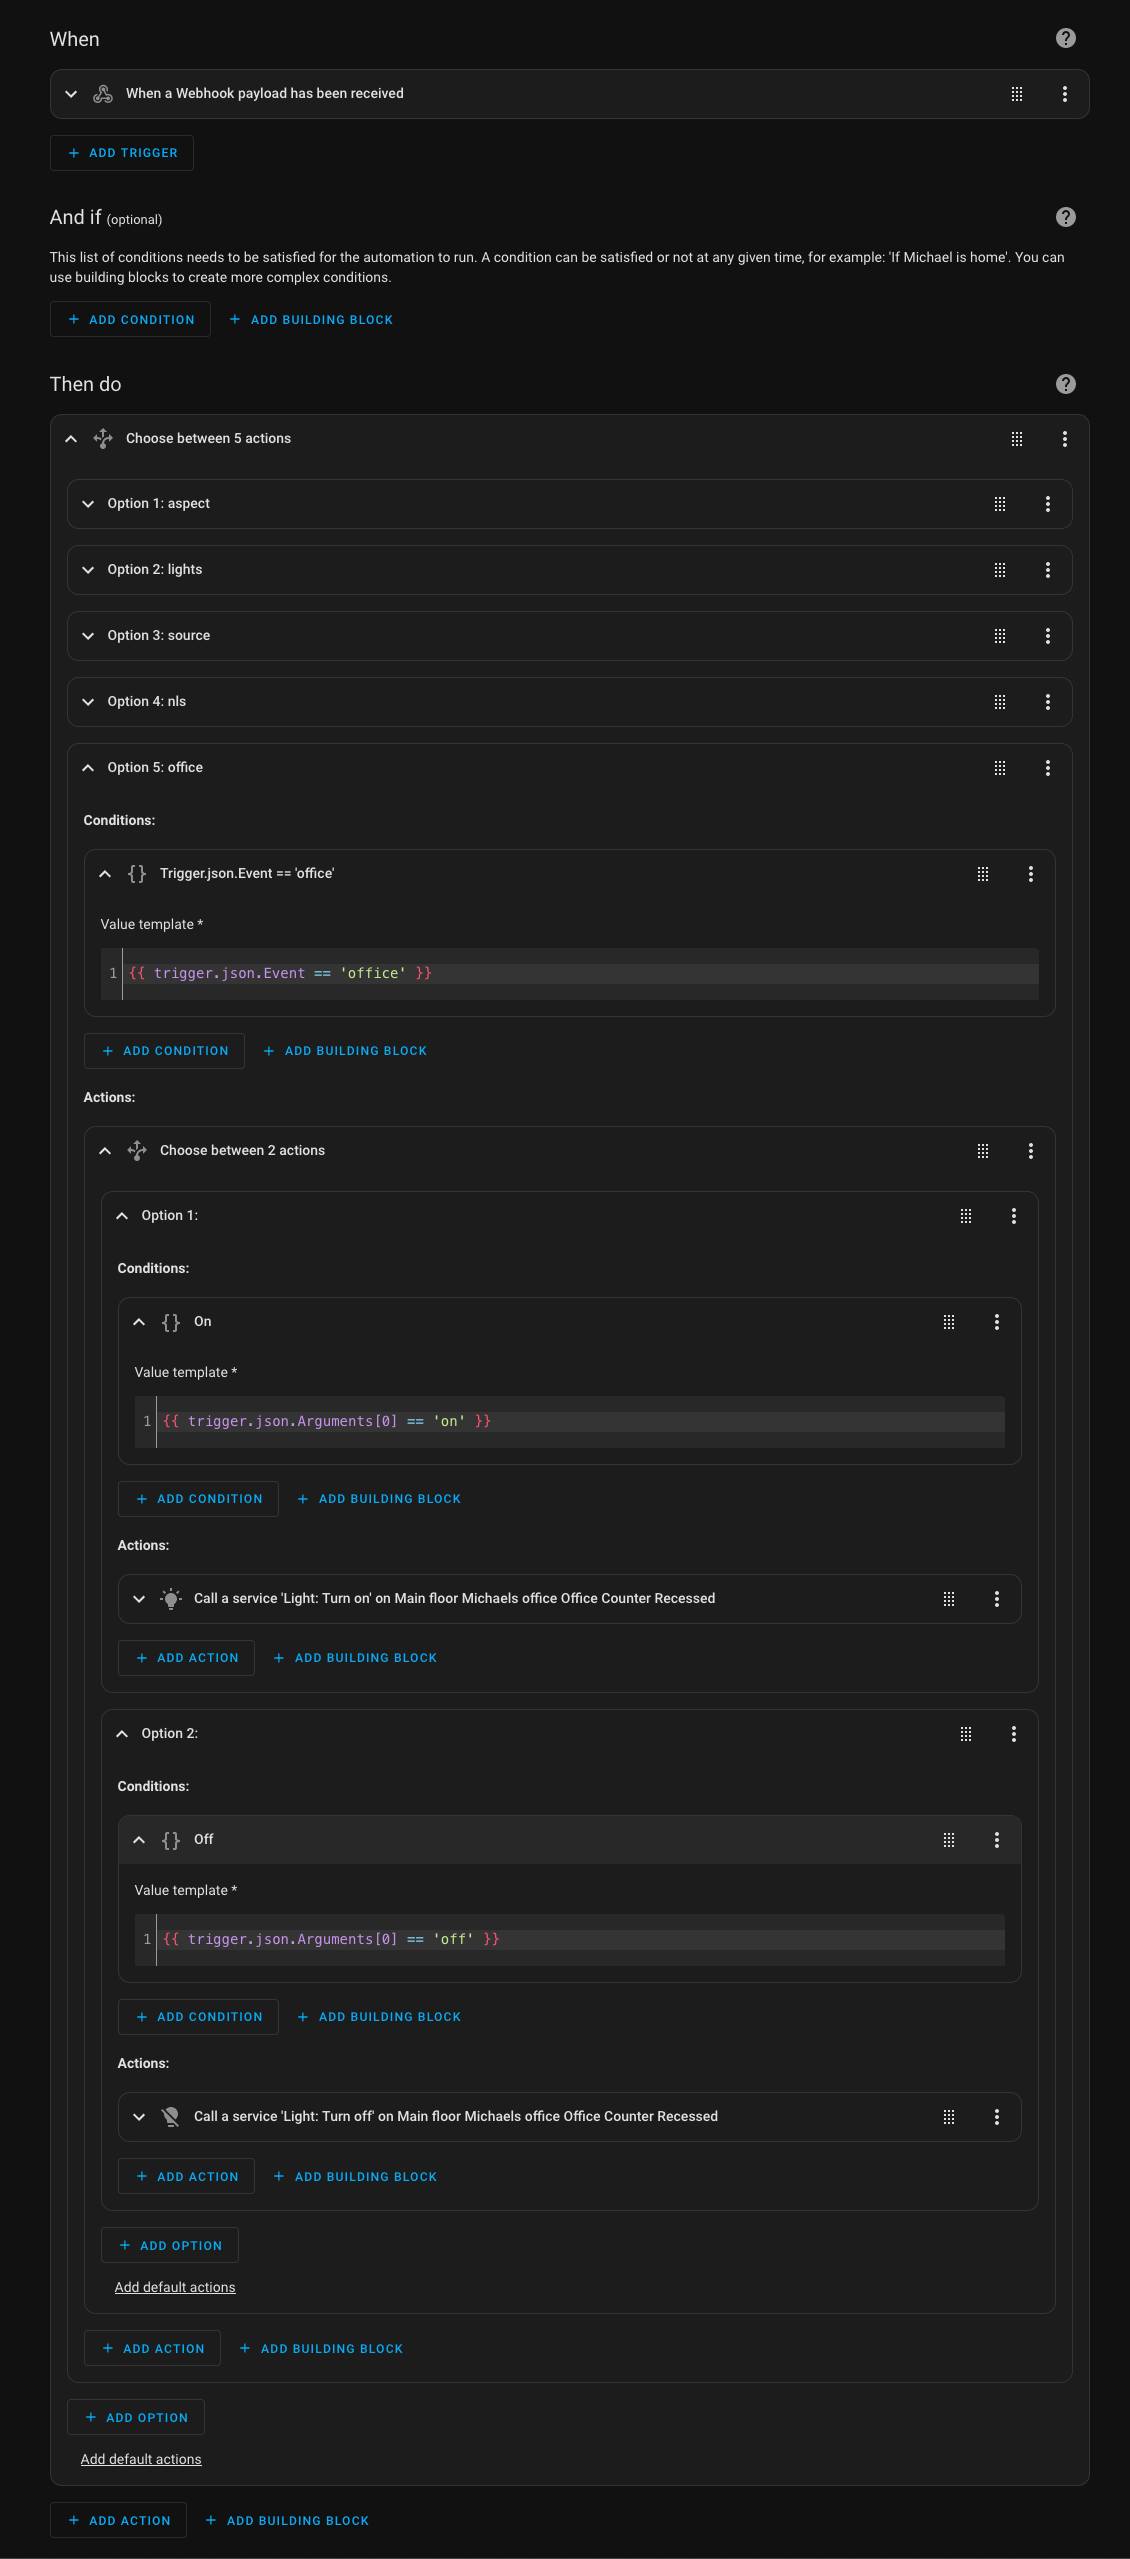 When
When a Webhook payload has been received
+ ADD TRIGGER
And if (optional)
This list of conditions needs to be satisfied for the automation to run. A condition can be satisfied or not at any given time, for example: 'If Michael is home'. You can
use building blocks to create more complex conditions.
+ ADD CONDITION + ADD BUILDING BLOCK
Then do
Choose between 5 actions
Option 1: aspect
Option 2: lights
Option 3: source
Option 4: nls
Option 5: office
Conditions:
{} Trigger.json.Event == 'office'
Value template *
1 {{ trigger.json.Event == 'office' }}
+ ADD CONDITION + ADD BUILDING BLOCK
Actions:
Choose between 2 actions
Option 1:
Conditions:
{} On
Value template *
1 {{ trigger.json.Arguments[0] == 'on' }}
+ ADD CONDITION + ADD BUILDING BLOCK
Actions:
Call a service 'Light: Turn on' on Main floor Michaels office Office Counter Recessed
+ ADD ACTION + ADD BUILDING BLOCK
Option 2:
Conditions:
{} Off
Value template *
1 {{ trigger.json.Arguments[0] == 'off' }}
+ ADD CONDITION + ADD BUILDING BLOCK
Actions:
Call a service 'Light: Turn off' on Main floor Michaels office Office Counter Recessed
+ ADD ACTION + ADD BUILDING BLOCK
+ ADD OPTION
Add default actions
+ ADD ACTION + ADD BUILDING BLOCK
+ ADD OPTION
Add default actions
+ ADD ACTION + ADD BUILDING BLOCK